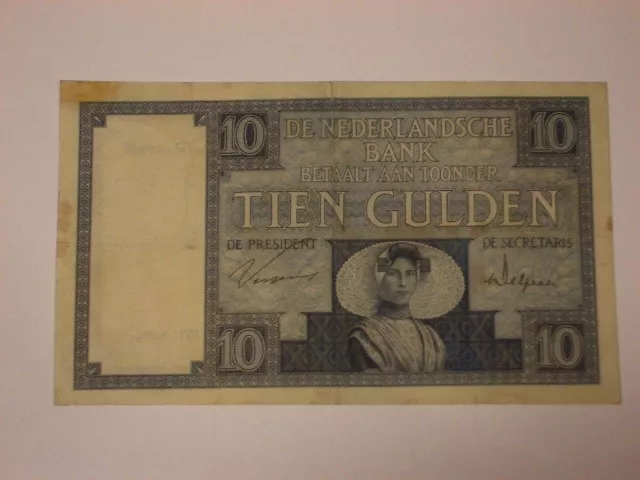 10
10
DE NEDERLANDSCHE
BANK
BETAALT AAN TOONDER
TIEN GULDEN
DE PRESIDENT
DE SECRETARIS
10
10